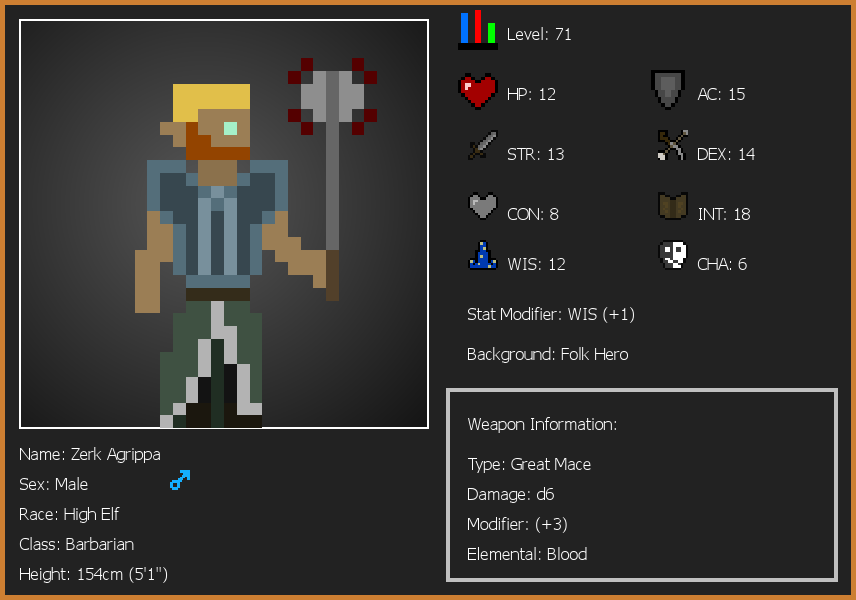 Level: 71
HP: 12
AC: 15
STR: 13
DEX: 14
CON: 8
INT: 18
WIS: 12
CHA: 6
Stat Modifier: WIS (+1)
Background: Folk Hero
Weapon Information:
Type: Great Mace
Damage: d6
Modifier: (+3)
Elemental: Blood
Name: Zerk Agrippa
Sex: Male
Race: High Elf
Class: Barbarian
Height: 154cm (5'1")